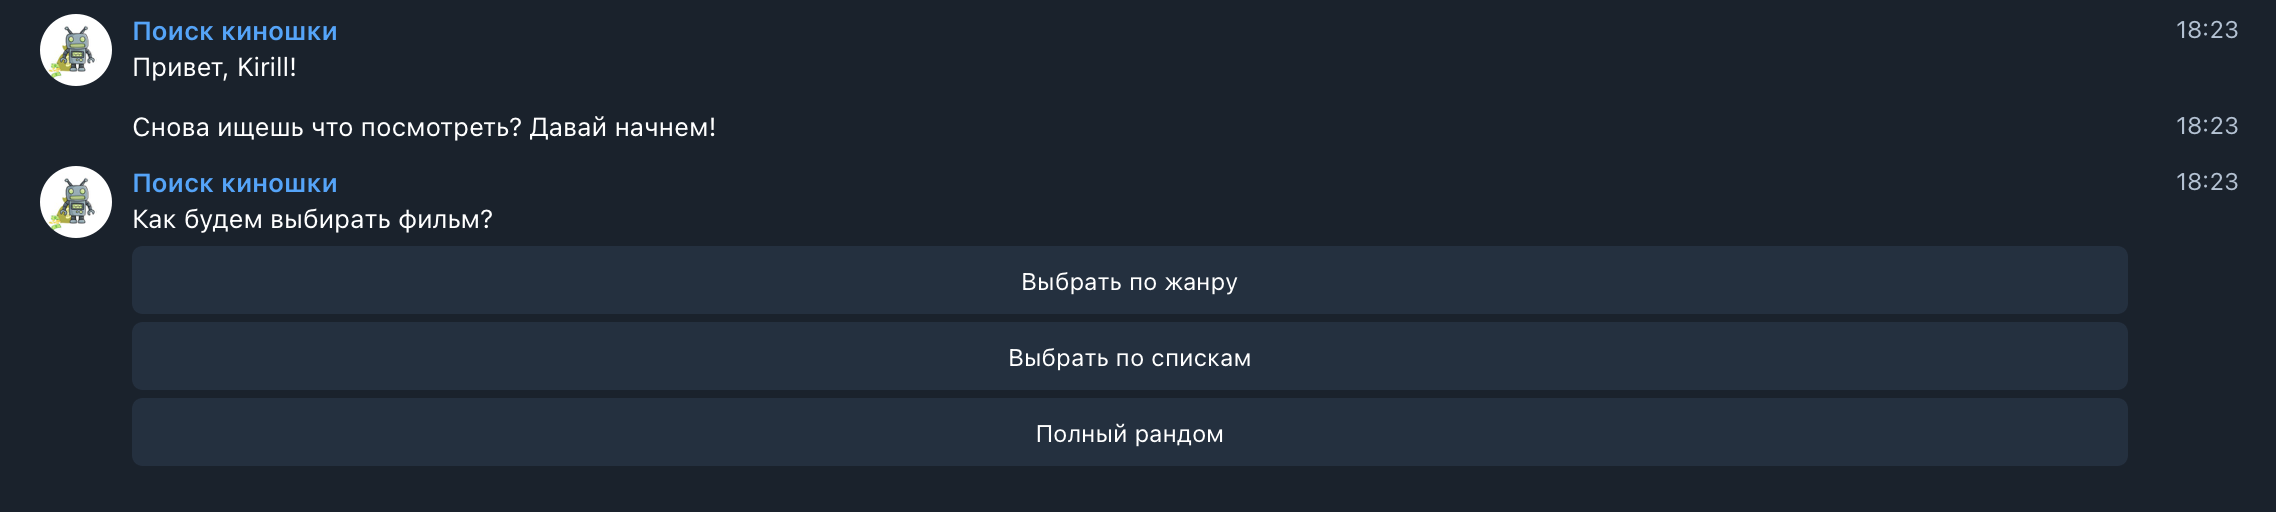 Поиск киношки 18:23
Привет, Kirill!
Снова ищешь что посмотреть? Давай начнем! 18:23
Поиск киношки 18:23
Как будем выбирать фильм?
Выбрать по жанру
Выбрать по спискам
Полный рандом